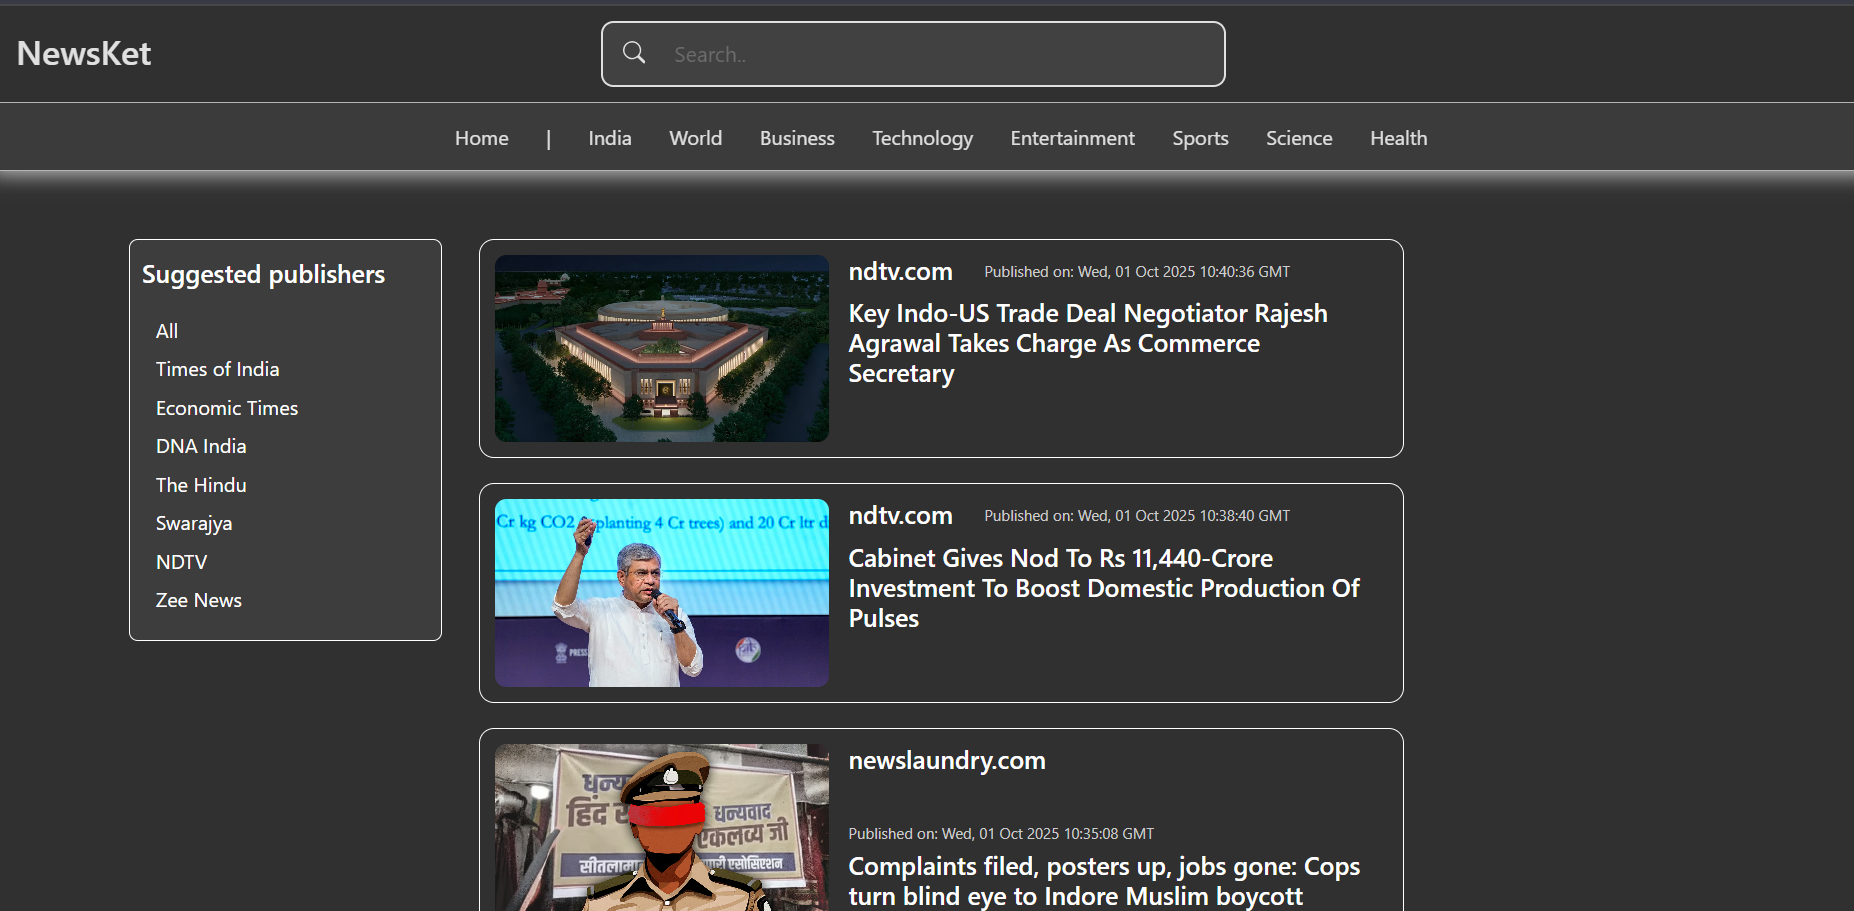 NewsKet
Search..
Home | India World Business Technology Entertainment Sports Science Health
Suggested publishers
All
Times of India
Economic Times
DNA India
The Hindu
Swarajya
NDTV
Zee News
ndtv.com Published on: Wed, 01 Oct 2025 10:40:36 GMT
Key Indo-US Trade Deal Negotiator Rajesh
Agrawal Takes Charge As Commerce
Secretary
Cr kg CO2 planting 4 Cr trees) and 20 Cr ltr d
PRESS
ndtv.com Published on: Wed, 01 Oct 2025 10:38:40 GMT
Cabinet Gives Nod To Rs 11,440-Crore
Investment To Boost Domestic Production Of
Pulses
धन्य
हिंद र
धन्यवाद
एकलव्य जी
सीतलामा
पारी एसोसिएशन
newslaundry.com
Published on: Wed, 01 Oct 2025 10:35:08 GMT
Complaints filed, posters up, jobs gone: Cops
turn blind eye to Indore Muslim boycott